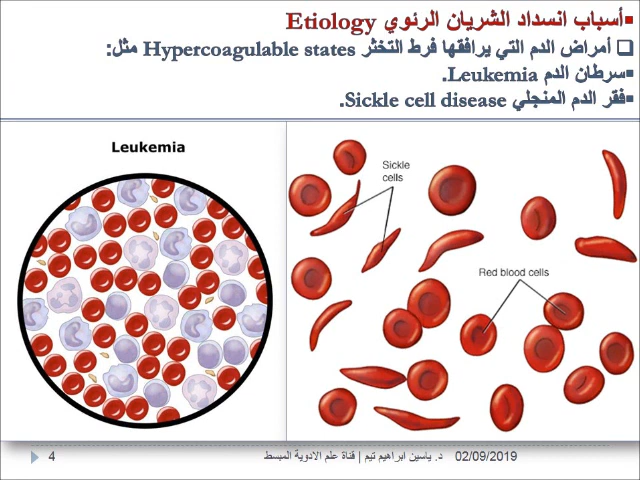 ▪أسباب انسداد الشريان الرئوي Etiology
❑ أمراض الدم التي يرافقها فرط التخثر Hypercoagulable states مثل:
▪سرطان الدم Leukemia.
▪فقر الدم المنجلي Sickle cell disease.
Leukemia
Sickle
cells
Red blood cells
4
د. ياسين ابراهيم تيم | قناة علم الادوية المبسط
02/09/2019